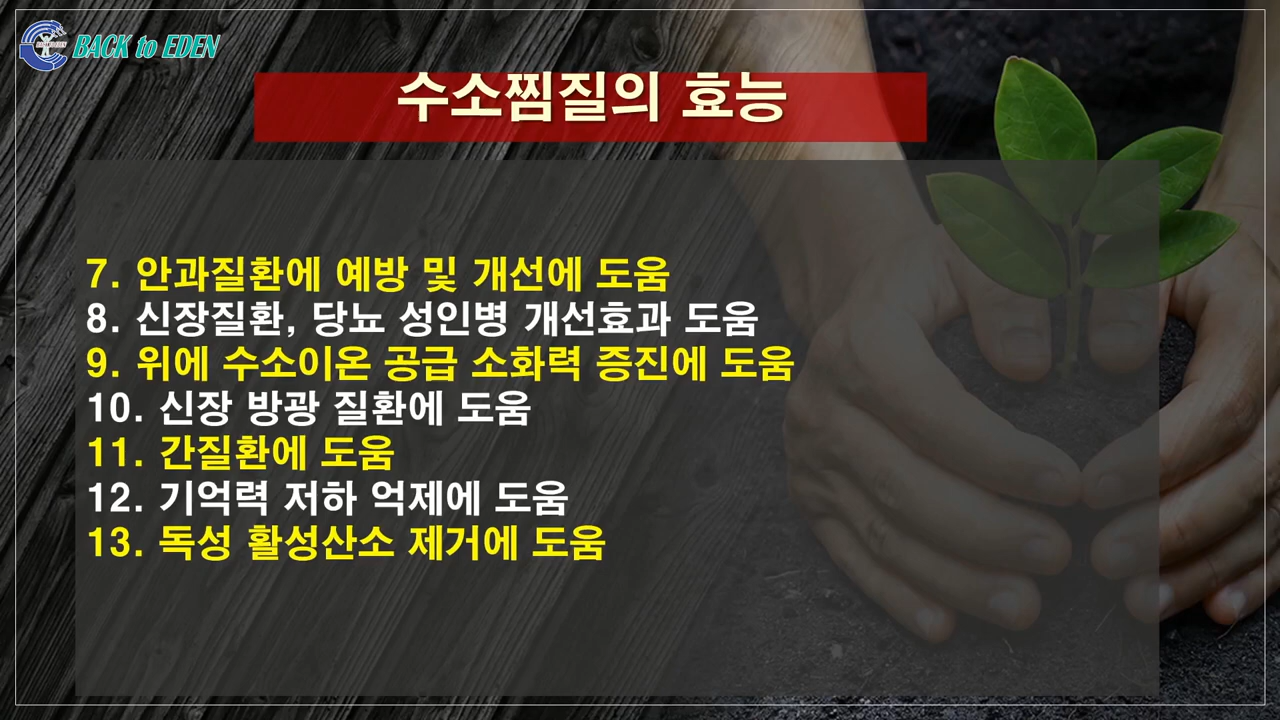 BACK to EDEN
수소찜질의 효능
7. 안과질환에 예방 및 개선에 도움
8. 신장질환, 당뇨 성인병 개선효과 도움
9. 위에 수소이온 공급 소화력 증진에 도움
10. 신장 방광 질환에 도움
11. 간질환에 도움
12. 기억력 저하 억제에 도움
13. 독성 활성산소 제거에 도움